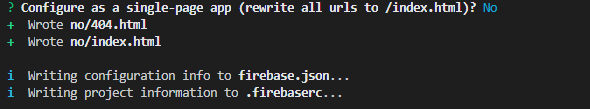 ? Configure as a single-page app (rewrite all urls to /index.html)? No
+  Wrote no/404.html
+  Wrote no/index.html
i  Writing configuration info to firebase.json...
i  Writing project information to .firebaserc...